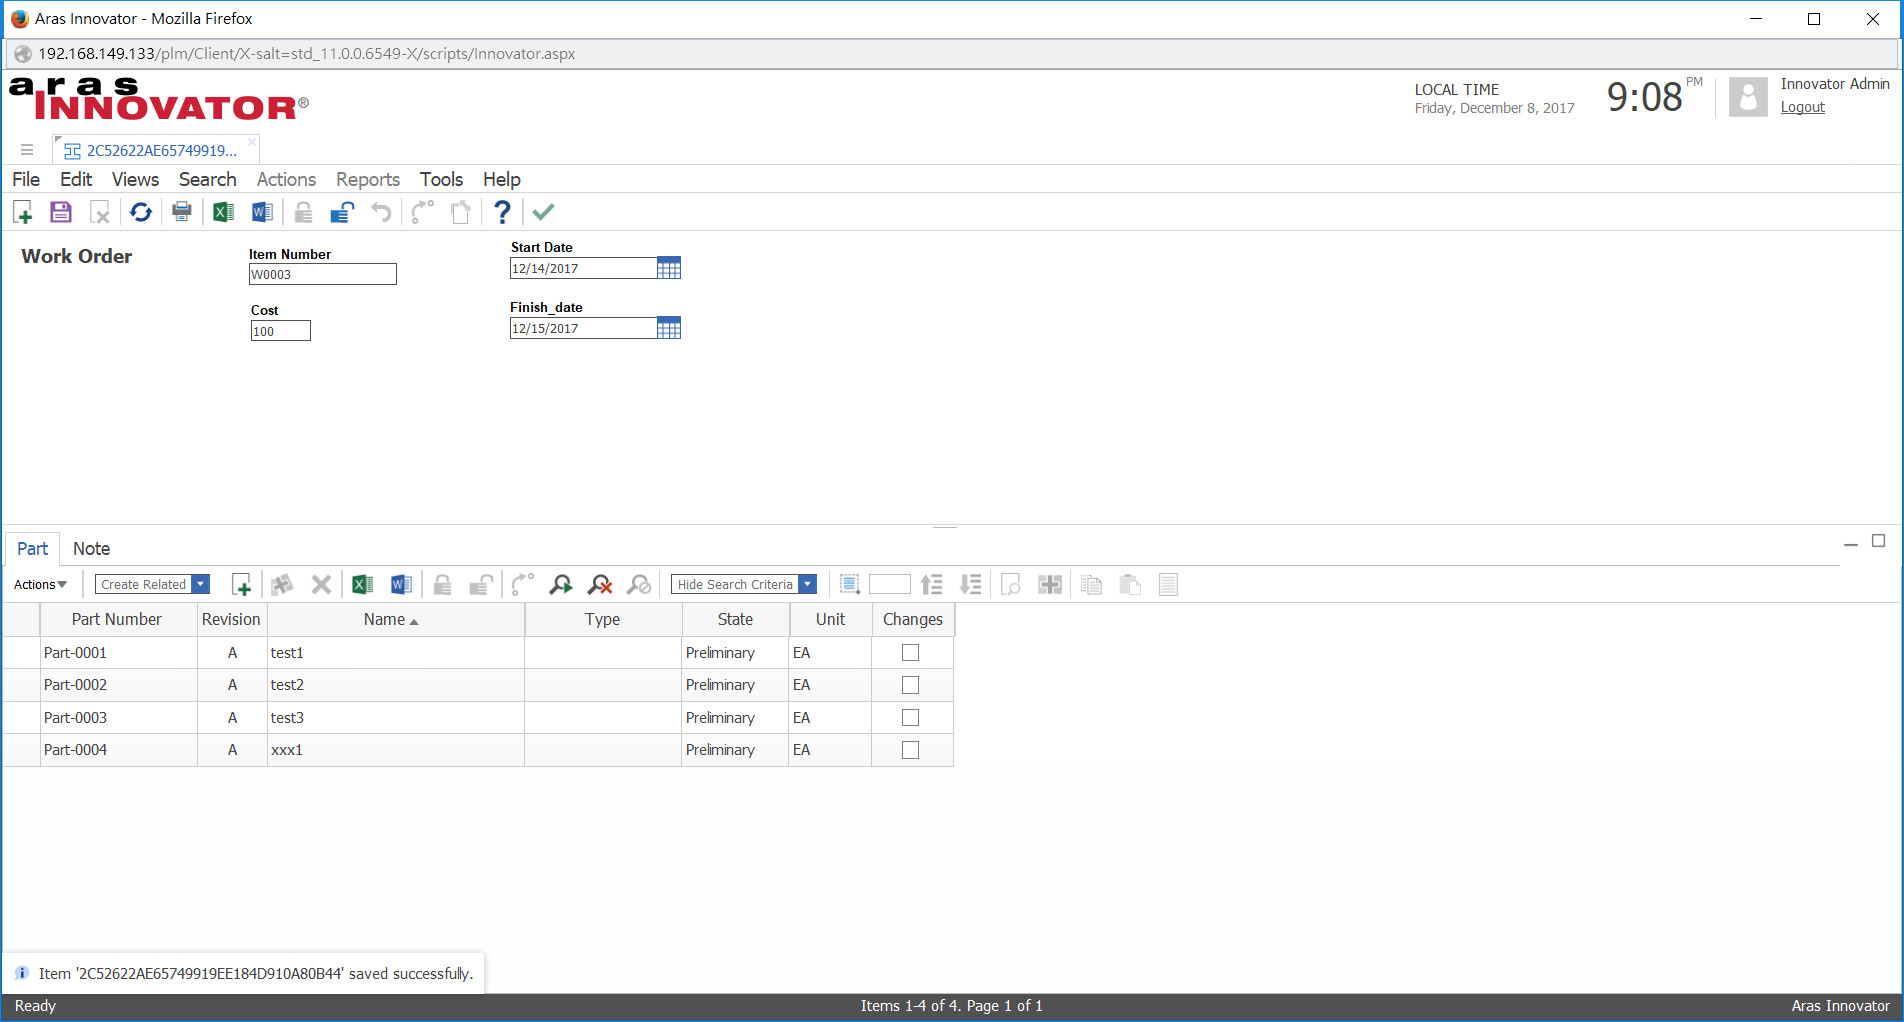 Aras Innovator - Mozilla Firefox
192.168.149.133/plm/Client/X-salt=std_11.0.0.6549-X/scripts/Innovator.aspx
aras
INNOVATOR®
LOCAL TIME
Friday, December 8, 2017
9:08 PM
Innovator Admin
Logout
2C52622AE65749919...
File Edit Views Search Actions Reports Tools Help
Work Order
Item Number
W0003
Start Date
12/14/2017
Cost
100
Finish_date
12/15/2017
Part Note
Actions Create Related Hide Search Criteria
Part Number Revision Name Type State Unit Changes
Part-0001 A test1 Preliminary EA
Part-0002 A test2 Preliminary EA
Part-0003 A test3 Preliminary EA
Part-0004 A xxx1 Preliminary EA
Item '2C52622AE65749919EE184D910A80B44' saved successfully.
Ready Items 1-4 of 4. Page 1 of 1 Aras Innovator